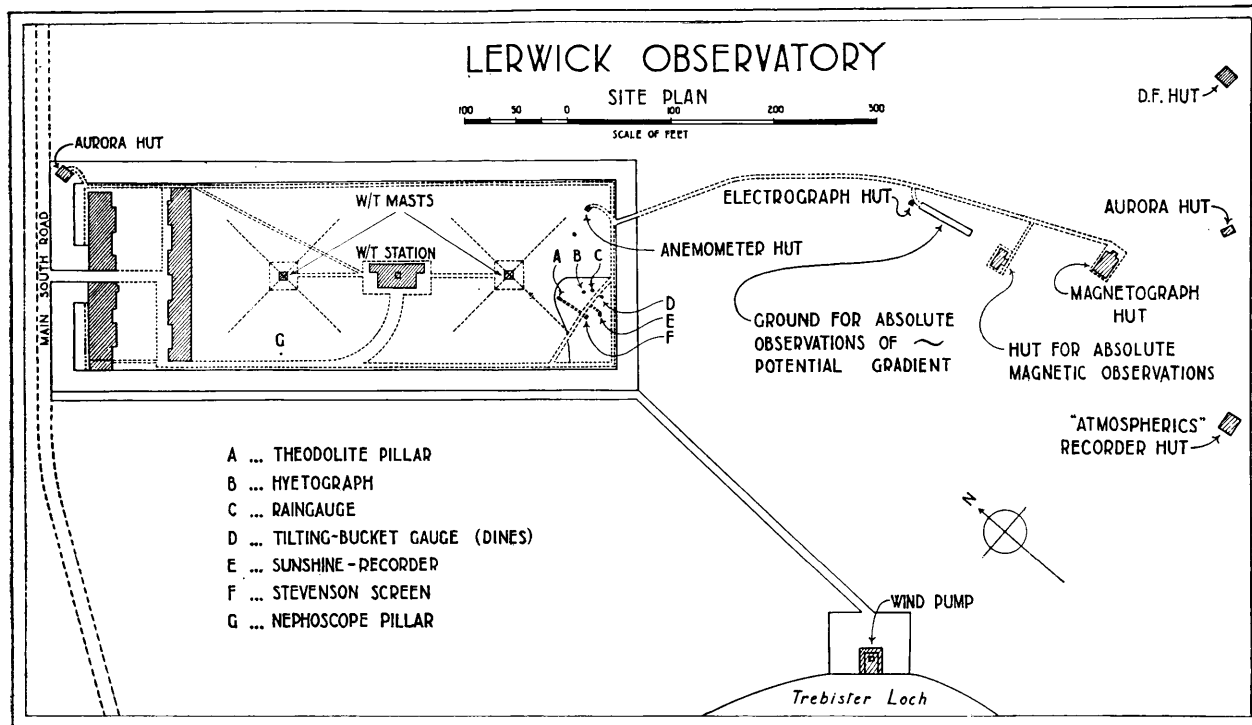 LERWICK OBSERVATORY
SITE PLAN
100 50 0 100 200 300
SCALE OF FEET
D.F. HUT
AURORA HUT
MAIN SOUTH ROAD
W/T MASTS
W/T STATION
ELECTROGRAPH HUT
AURORA HUT
ANEMOMETER HUT
A B C
D
E
F
G
MAGNETOGRAPH
HUT
GROUND FOR ABSOLUTE
OBSERVATIONS OF
POTENTIAL GRADIENT
HUT FOR ABSOLUTE
MAGNETIC OBSERVATIONS
"ATMOSPHERICS"
RECORDER HUT
A ... THEODOLITE PILLAR
B ... HYETOGRAPH
C ... RAINGAUGE
D ... TILTING-BUCKET GAUGE (DINES)
E ... SUNSHINE-RECORDER
F ... STEVENSON SCREEN
G ... NEPHOSCOPE PILLAR
N
WIND PUMP
Trebister Loch